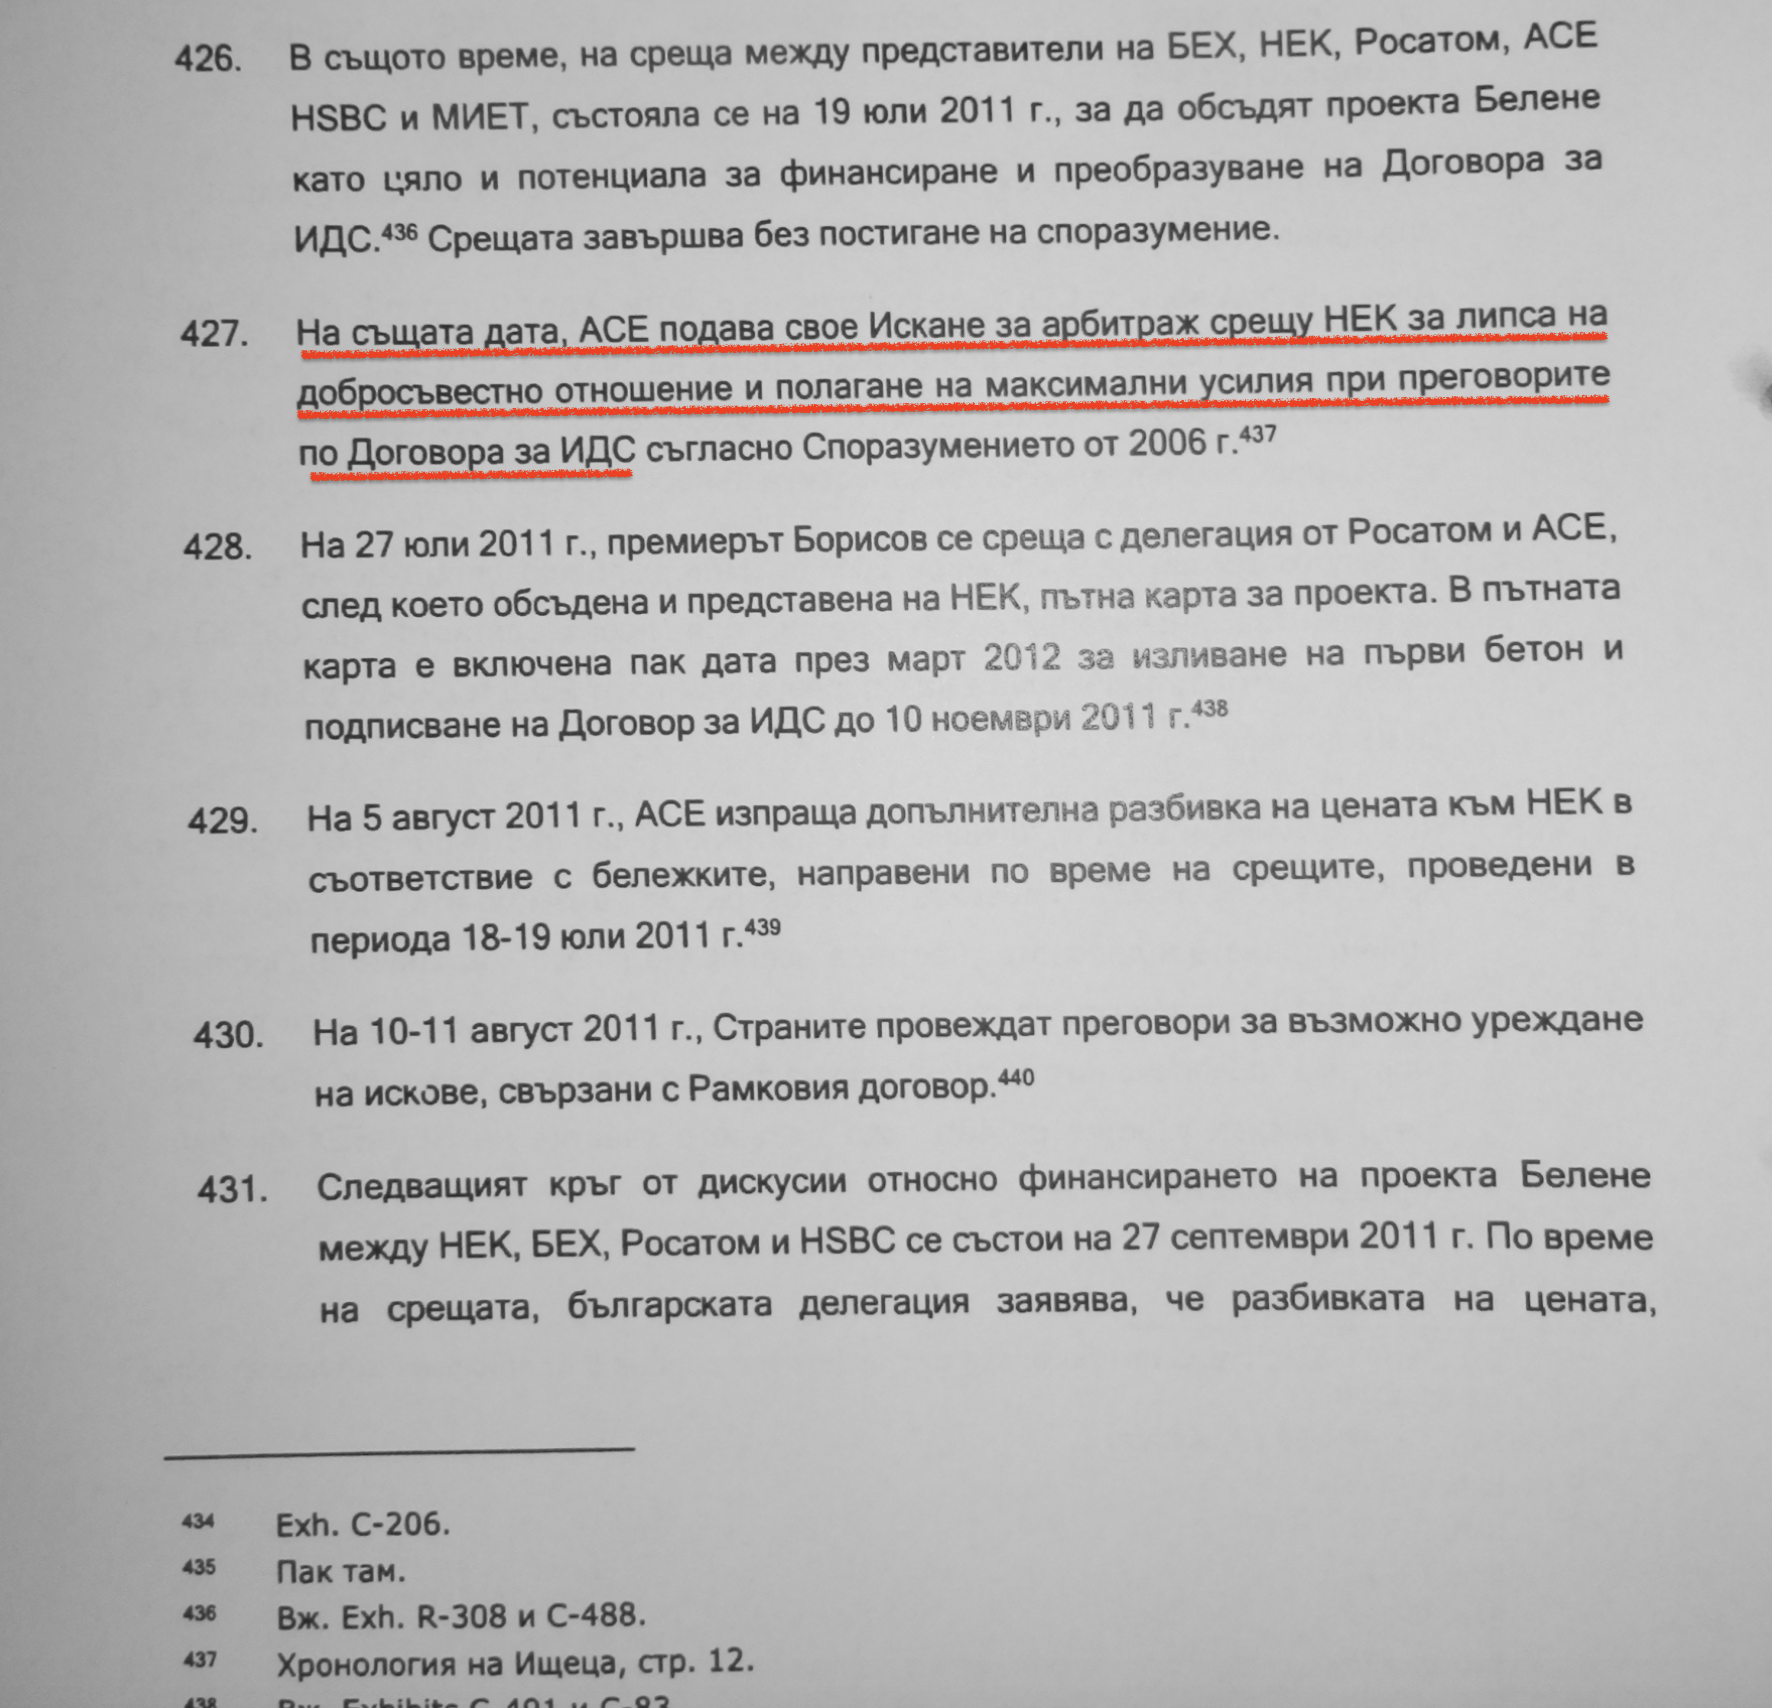 426. В същото време, на среща между представители на БЕХ, НЕК, Росатом, АСЕ
HSBC и МИЕТ, състояла се на 19 юли 2011 г., за да обсъдят проекта Белене
като цяло и потенциала за финансиране и преобразуване на Договора за
ИДС.436 Срещата завършва без постигане на споразумение.
427. На същата дата, АСЕ подава свое Искане за арбитраж срещу НЕК за липса на
добросъвестно отношение и полагане на максимални усилия при преговорите
по Договора за ИДС съгласно Споразумението от 2006 г.437
428. На 27 юли 2011 г., премиерът Борисов се среща с делегация от Росатом и АСЕ,
след което обсъдена и представена на НЕК, пътна карта за проекта. В пътната
карта е включена пак дата през март 2012 за изливане на първи бетон и
подписване на Договор за ИДС до 10 ноември 2011 г.438
429. На 5 август 2011 г., АСЕ изпраща допълнителна разбивка на цената към НЕК в
съответствие с бележките, направени по време на срещите, проведени в
периода 18-19 юли 2011 г.439
430. На 10-11 август 2011 г., Страните провеждат преговори за възможно уреждане
на искове, свързани с Рамковия договор.440
431. Следващият кръг от дискусии относно финансирането на проекта Белене
между НЕК, БЕХ, Росатом и HSBC се състои на 27 септември 2011 г. По време
на срещата, българската делегация заявява, че разбивката на цената,
434 Exh. C-206.
435 Пак там.
436 Вж. Exh. R-308 и C-488.
437 Хронология на Ищеца, стр. 12.
438 Вж. Exhibits C-491 и C-83